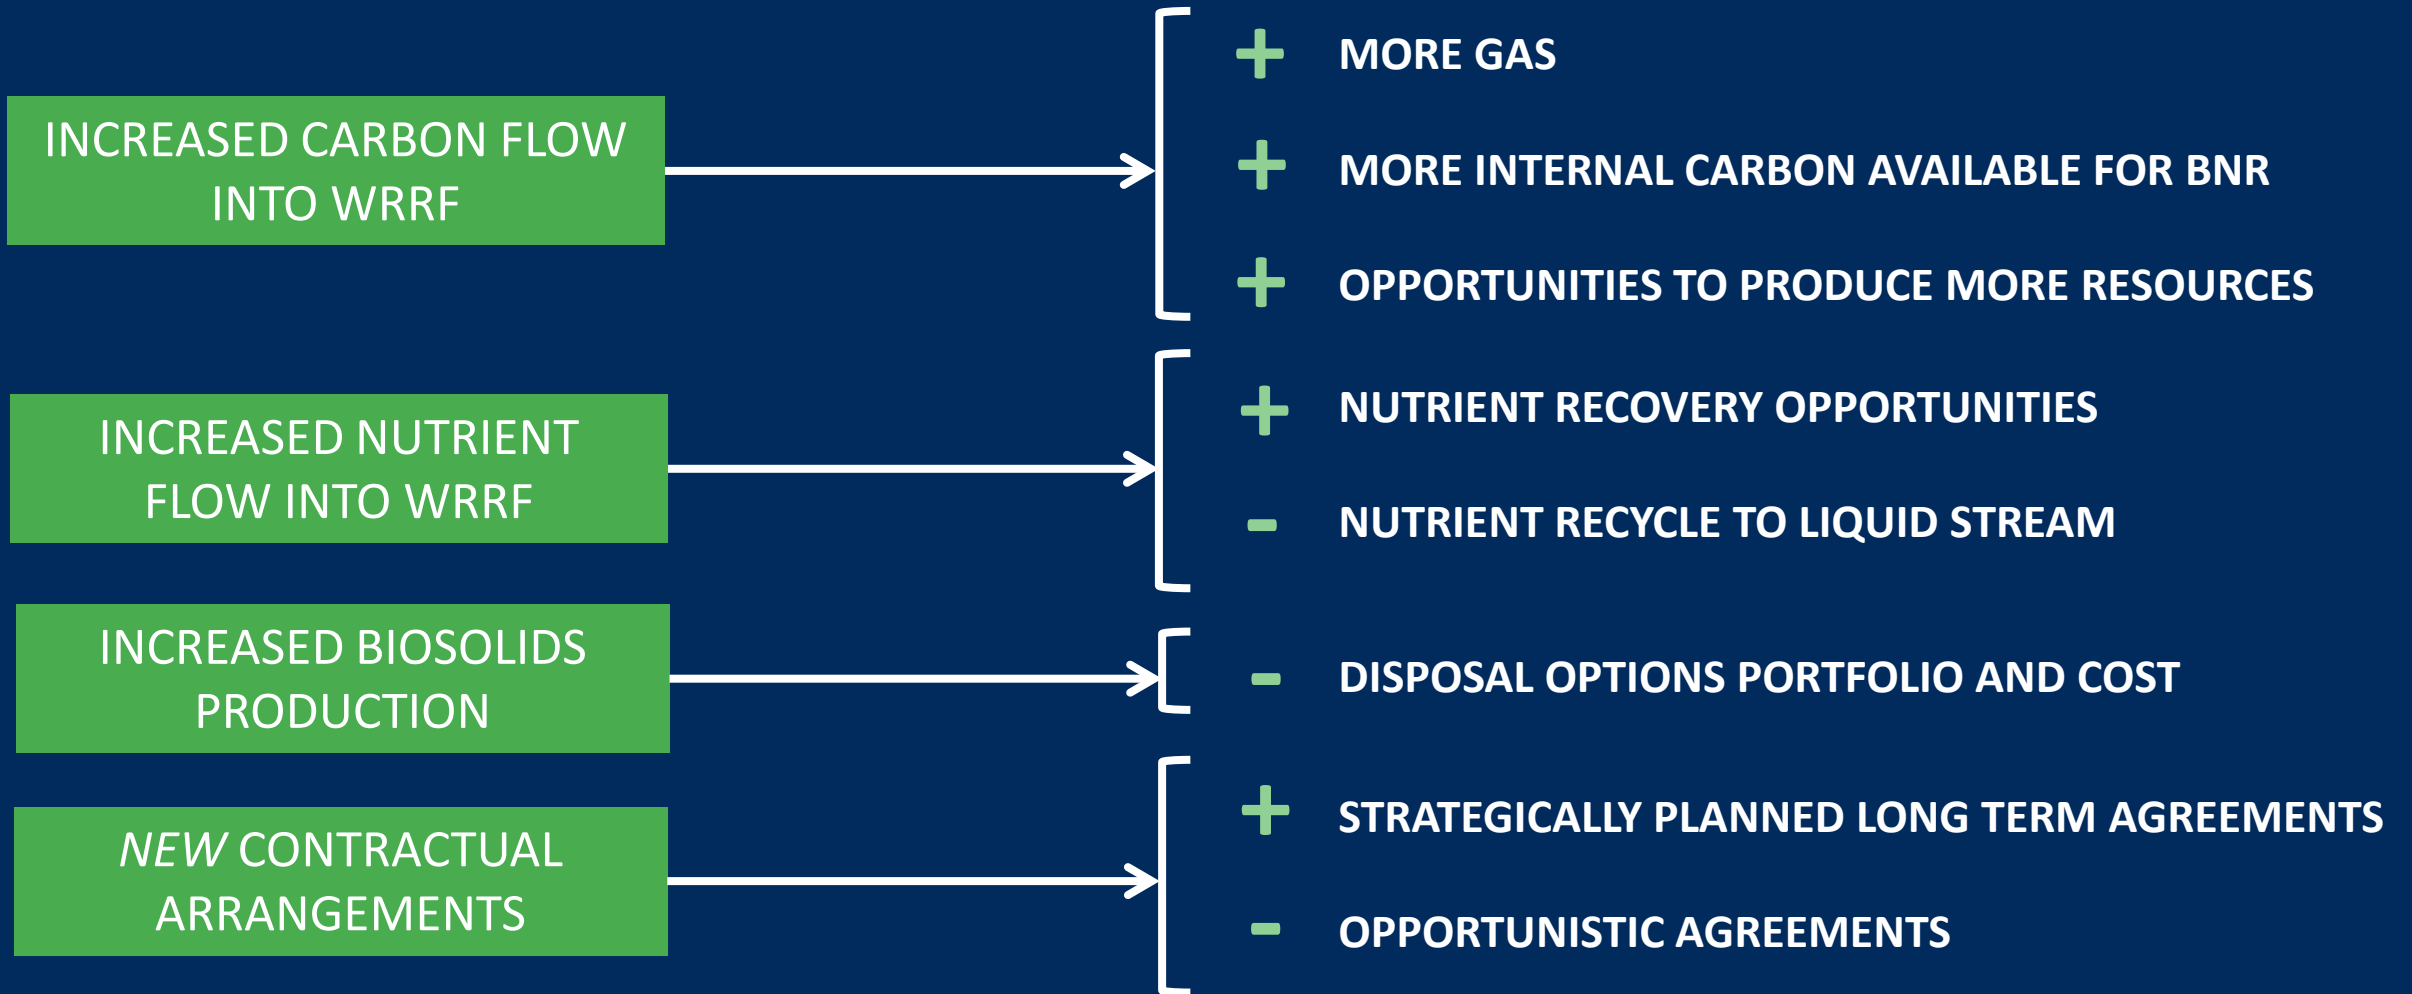 INCREASED CARBON FLOW
INTO WRRF
+ MORE GAS
+ MORE INTERNAL CARBON AVAILABLE FOR BNR
+ OPPORTUNITIES TO PRODUCE MORE RESOURCES
INCREASED NUTRIENT
FLOW INTO WRRF
+ NUTRIENT RECOVERY OPPORTUNITIES
- NUTRIENT RECYCLE TO LIQUID STREAM
INCREASED BIOSOLIDS
PRODUCTION
- DISPOSAL OPTIONS PORTFOLIO AND COST
NEW CONTRACTUAL
ARRANGEMENTS
+ STRATEGICALLY PLANNED LONG TERM AGREEMENTS
- OPPORTUNISTIC AGREEMENTS